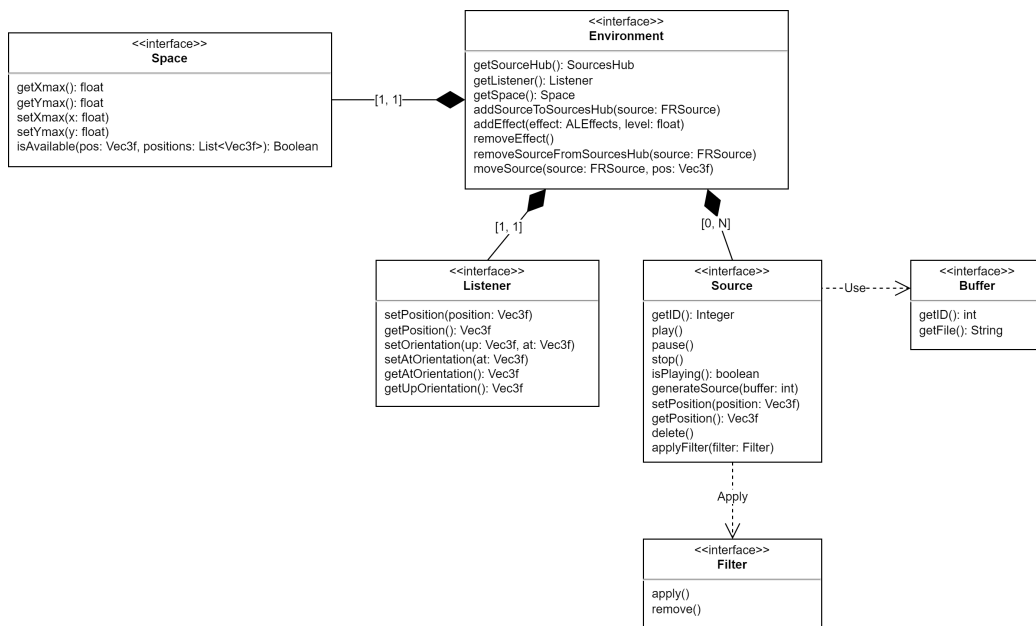 <<interface>>
Space
getXmax(): float
getYmax(): float
setXmax(x: float)
setYmax(y: float)
isAvailable(pos: Vec3f, positions: List<Vec3f>): Boolean
[1, 1]
<<interface>>
Environment
getSourceHub(): SourcesHub
getListener(): Listener
getSpace(): Space
addSourceToSourcesHub(source: FRSource)
addEffect(effect: ALEffects, level: float)
removeEffect()
removeSourceFromSourcesHub(source: FRSource)
moveSource(source: FRSource, pos: Vec3f)
[1, 1]
[0, N]
<<interface>>
Listener
setPosition(position: Vec3f)
getPosition(): Vec3f
setOrientation(up: Vec3f, at: Vec3f)
setAtOrientation(at: Vec3f)
getAtOrientation(): Vec3f
getUpOrientation(): Vec3f
<<interface>>
Source
getID(): Integer
play()
pause()
stop()
isPlaying(): boolean
generateSource(buffer: int)
setPosition(position: Vec3f)
getPosition(): Vec3f
delete()
applyFilter(filter: Filter)
Use
<<interface>>
Buffer
getID(): int
getFile(): String
Apply
<<interface>>
Filter
apply()
remove()